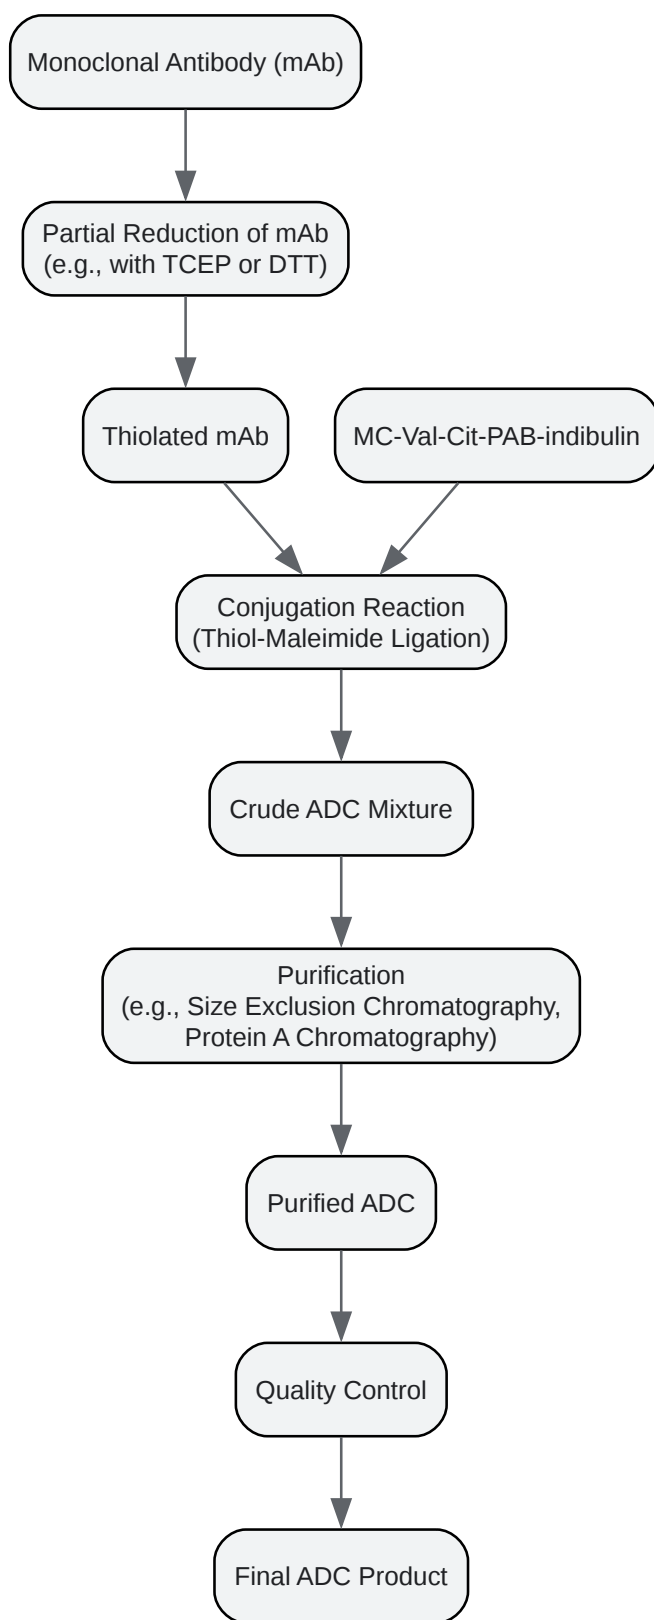 Monoclonal Antibody (mAb)
Partial Reduction of mAb
(e.g., with TCEP or DTT)
Thiolated mAb
MC-Val-Cit-PAB-indibulin
Conjugation Reaction
(Thiol-Maleimide Ligation)
Crude ADC Mixture
Purification
(e.g., Size Exclusion Chromatography,
Protein A Chromatography)
Purified ADC
Quality Control
Final ADC Product